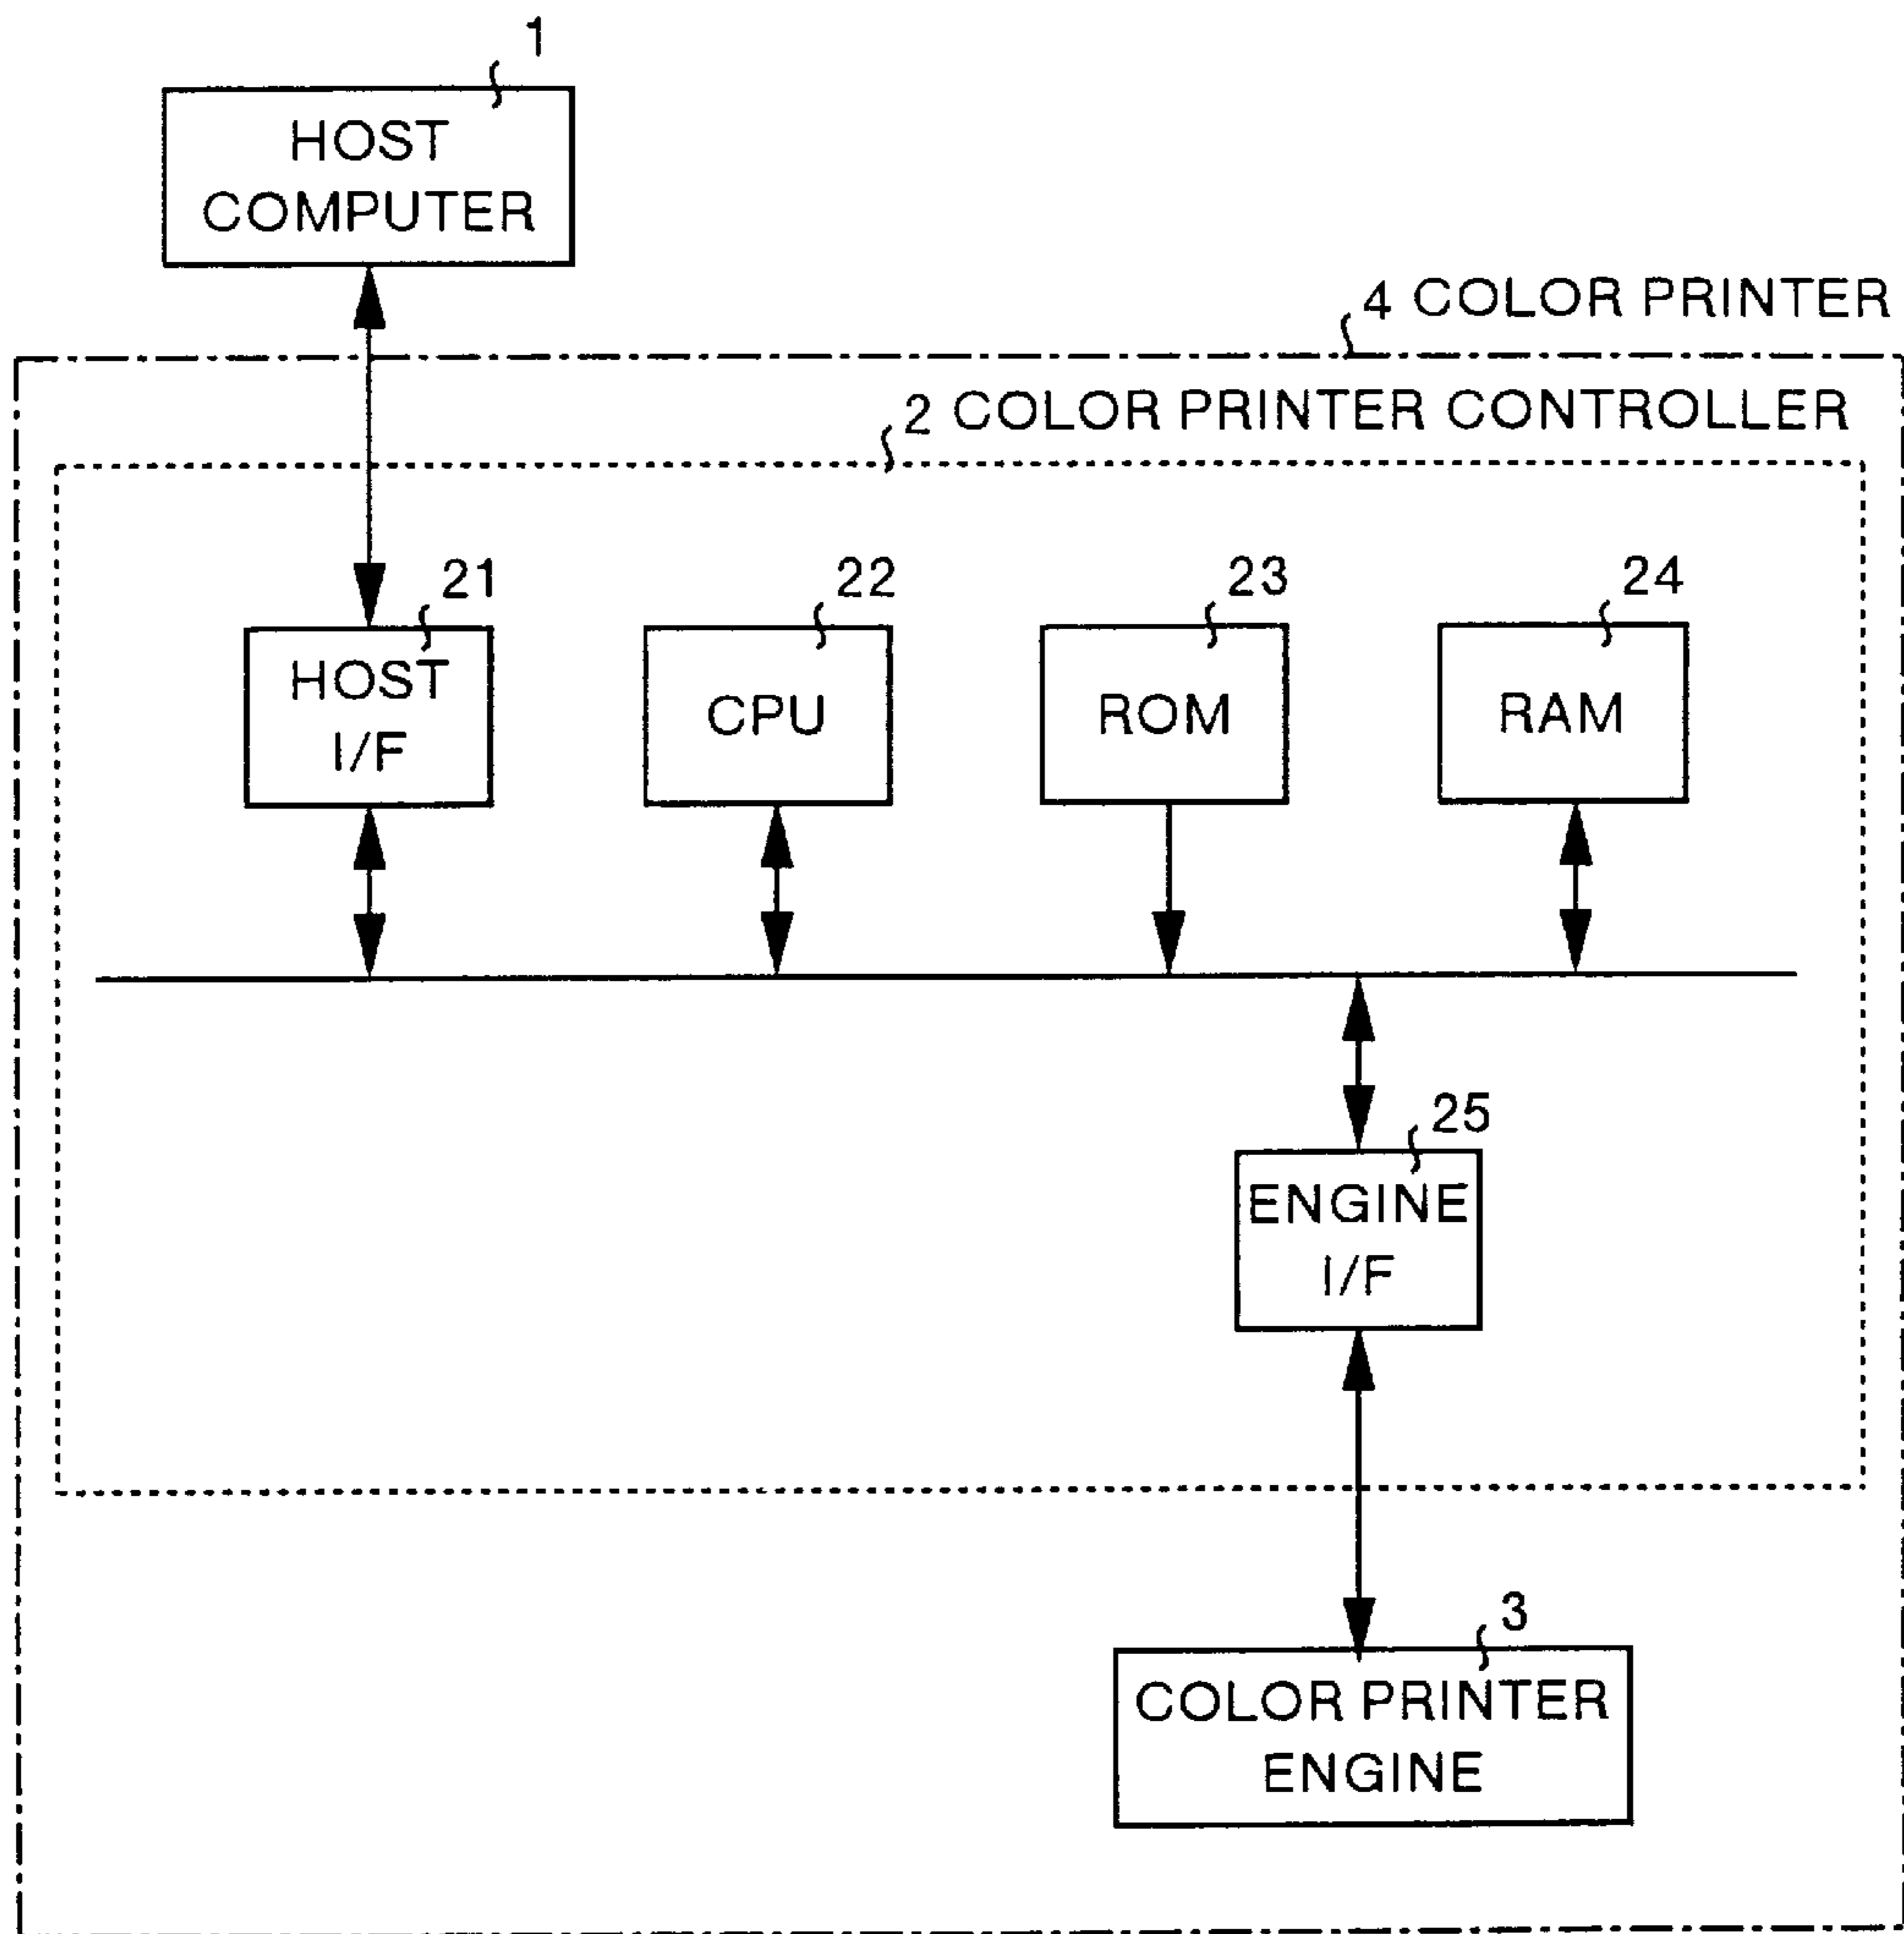 1
HOST
COMPUTER
4 COLOR PRINTER
2 COLOR PRINTER CONTROLLER
21
HOST
I/F
22
CPU
23
ROM
24
RAM
25
ENGINE
I/F
3
COLOR PRINTER
ENGINE